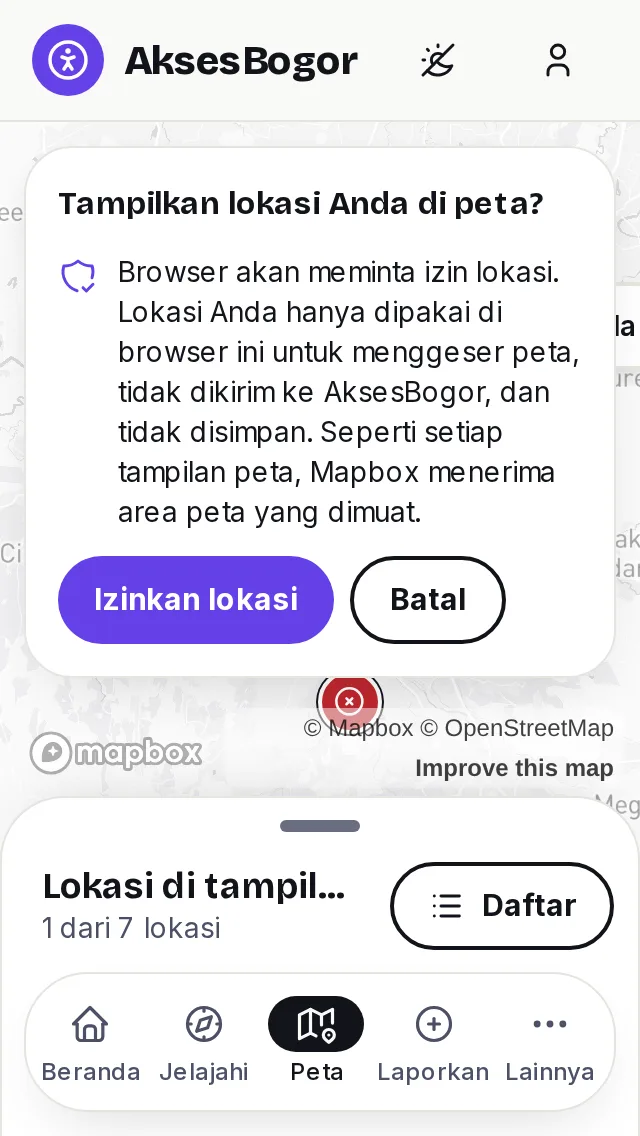 AksesBogor
Tampilkan lokasi Anda di peta?
Browser akan meminta izin lokasi.
Lokasi Anda hanya dipakai di
browser ini untuk menggeser peta,
tidak dikirim ke AksesBogor, dan
tidak disimpan. Seperti setiap
tampilan peta, Mapbox menerima
area peta yang dimuat.
Izinkan lokasi
Batal
© Mapbox © OpenStreetMap
mapbox
Improve this map
Lokasi di tampil...
1 dari 7 lokasi
Daftar
Beranda
Jelajahi
Peta
Laporkan
Lainnya